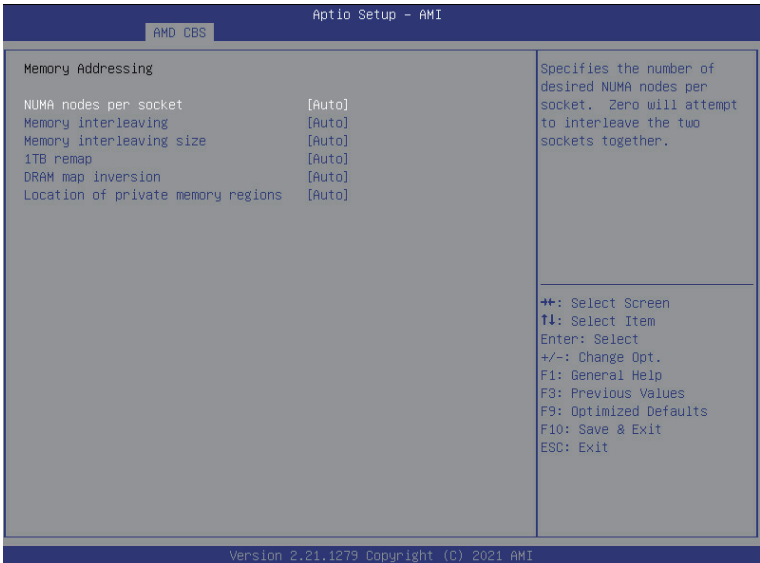 Aptio Setup – AMI
AMD CBS
Memory Addressing
NUMA nodes per socket [Auto]
Memory interleaving [Auto]
Memory interleaving size [Auto]
1TB remap [Auto]
DRAM map inversion [Auto]
Location of private memory regions [Auto]
Specifies the number of
desired NUMA nodes per
socket.  Zero will attempt
to interleave the two
sockets together.
→←: Select Screen
↑↓: Select Item
Enter: Select
+/-: Change Opt.
F1: General Help
F3: Previous Values
F9: Optimized Defaults
F10: Save & Exit
ESC: Exit
Version 2.21.1279 Copyright (C) 2021 AMI